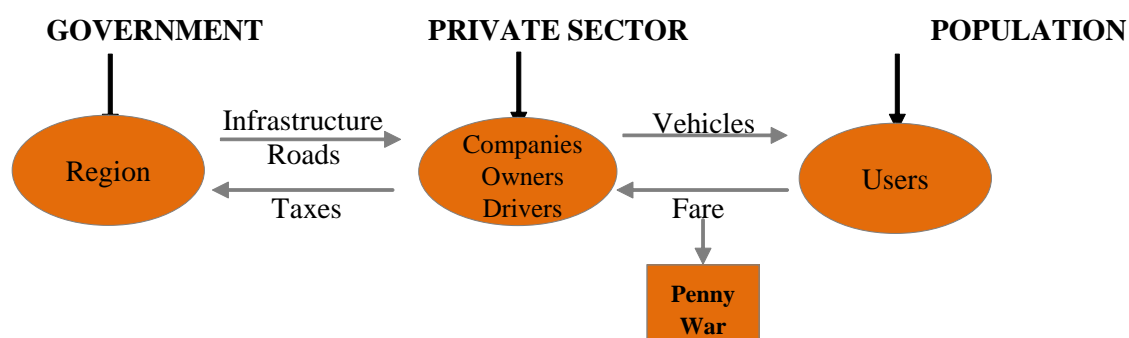 GOVERNMENT PRIVATE SECTOR POPULATION
Infrastructure
Roads
Region
Taxes
Companies
Owners
Drivers
Vehicles
Fare
Users
Penny
War